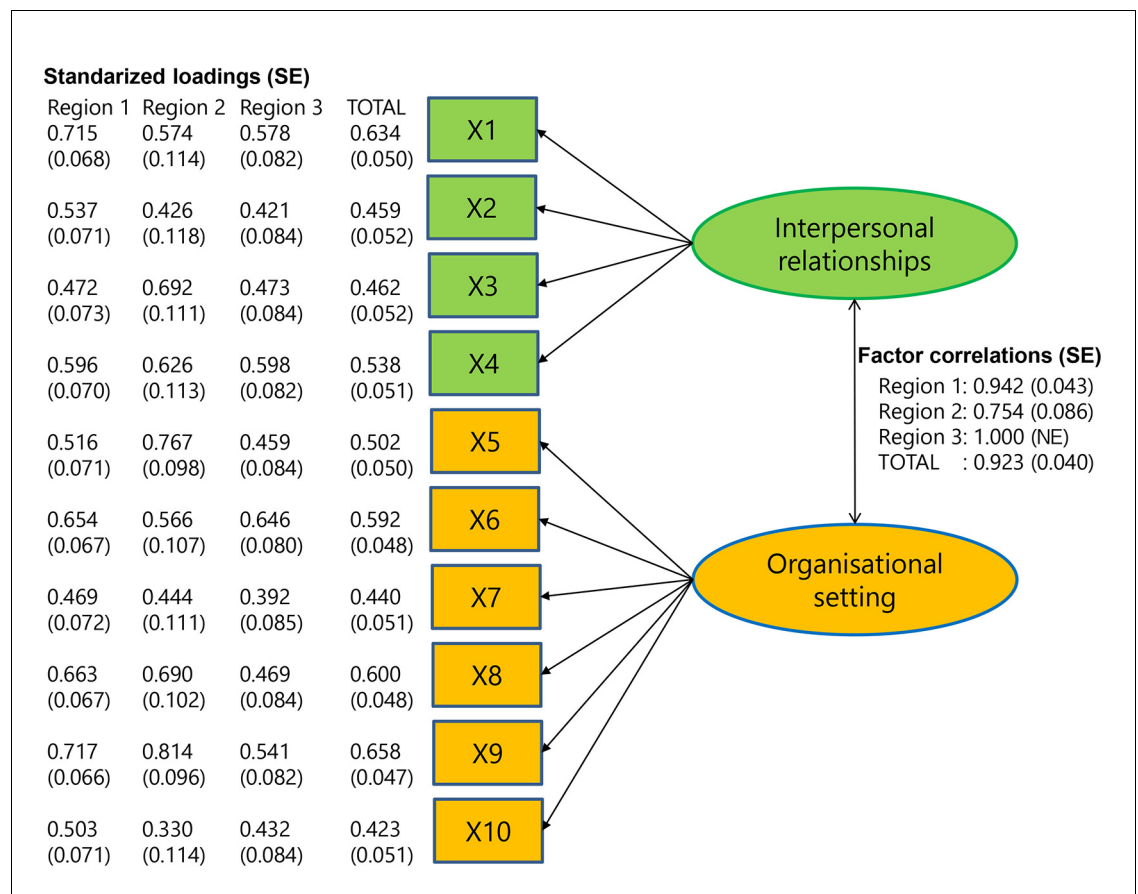 Standarized loadings (SE)
Region 1 Region 2 Region 3 TOTAL
0.715 0.574 0.578 0.634
(0.068) (0.114) (0.082) (0.050)
X1
0.537 0.426 0.421 0.459
(0.071) (0.118) (0.084) (0.052)
X2
0.472 0.692 0.473 0.462
(0.073) (0.111) (0.084) (0.052)
X3
0.596 0.626 0.598 0.538
(0.070) (0.113) (0.082) (0.051)
X4
0.516 0.767 0.459 0.502
(0.071) (0.098) (0.084) (0.050)
X5
0.654 0.566 0.646 0.592
(0.067) (0.107) (0.080) (0.048)
X6
0.469 0.444 0.392 0.440
(0.072) (0.111) (0.085) (0.051)
X7
0.663 0.690 0.469 0.600
(0.067) (0.102) (0.084) (0.048)
X8
0.717 0.814 0.541 0.658
(0.066) (0.096) (0.082) (0.047)
X9
0.503 0.330 0.432 0.423
(0.071) (0.114) (0.084) (0.051)
X10
Interpersonal
relationships
Factor correlations (SE)
Region 1: 0.942 (0.043)
Region 2: 0.754 (0.086)
Region 3: 1.000 (NE)
TOTAL : 0.923 (0.040)
Organisational
setting